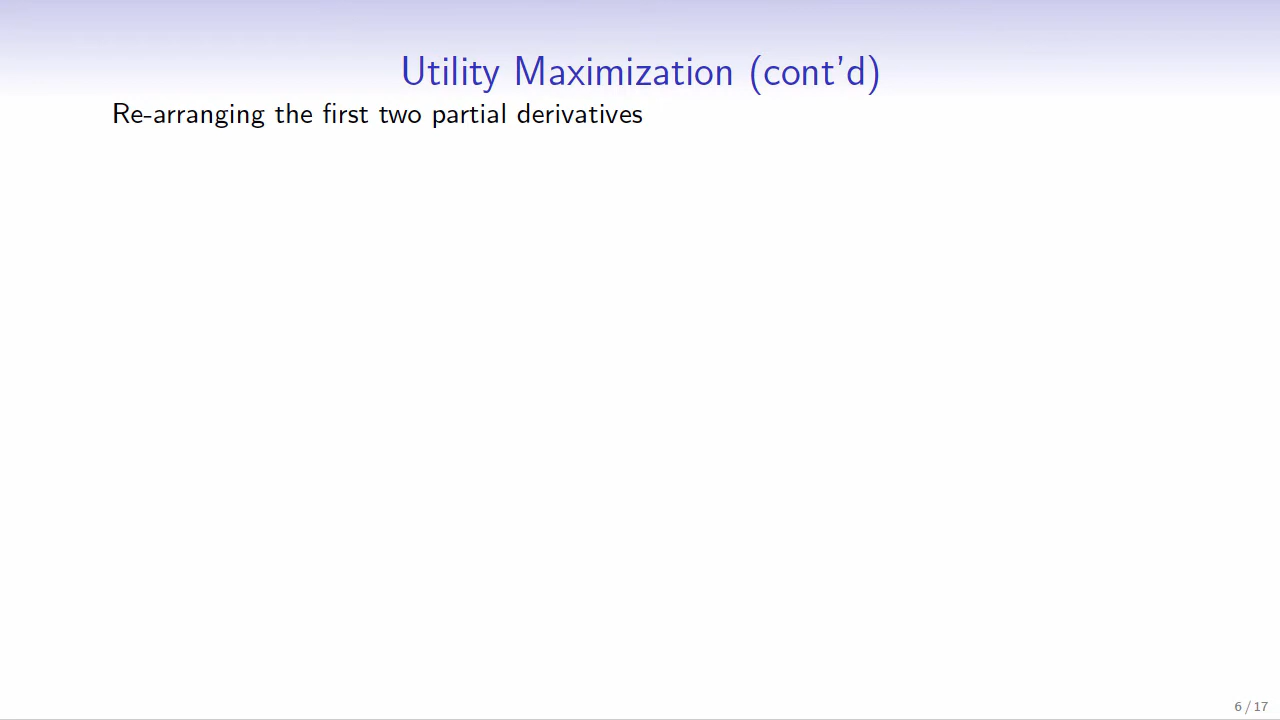 Utility Maximization (cont'd)
Re-arranging the first two partial derivatives
6 / 17